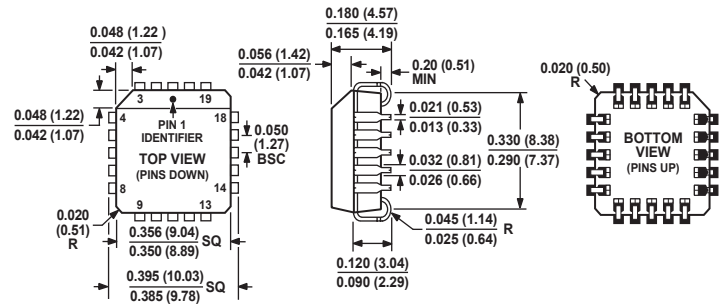 0.048 (1.22 )
0.042 (1.07)
0.048 (1.22)
0.042 (1.07)
3
19
4
18
PIN 1
IDENTIFIER
TOP VIEW
(PINS DOWN)
8
14
9
13
0.050
(1.27)
BSC
0.020
(0.51)
R
0.356 (9.04)
0.350 (8.89)
SQ
0.395 (10.03)
0.385 (9.78)
SQ
0.180 (4.57)
0.165 (4.19)
0.056 (1.42)
0.042 (1.07)
0.20 (0.51)
MIN
0.021 (0.53)
0.013 (0.33)
0.032 (0.81)
0.026 (0.66)
0.330 (8.38)
0.290 (7.37)
0.045 (1.14)
0.025 (0.64)
R
0.120 (3.04)
0.090 (2.29)
0.020 (0.50)
R
BOTTOM
VIEW
(PINS UP)